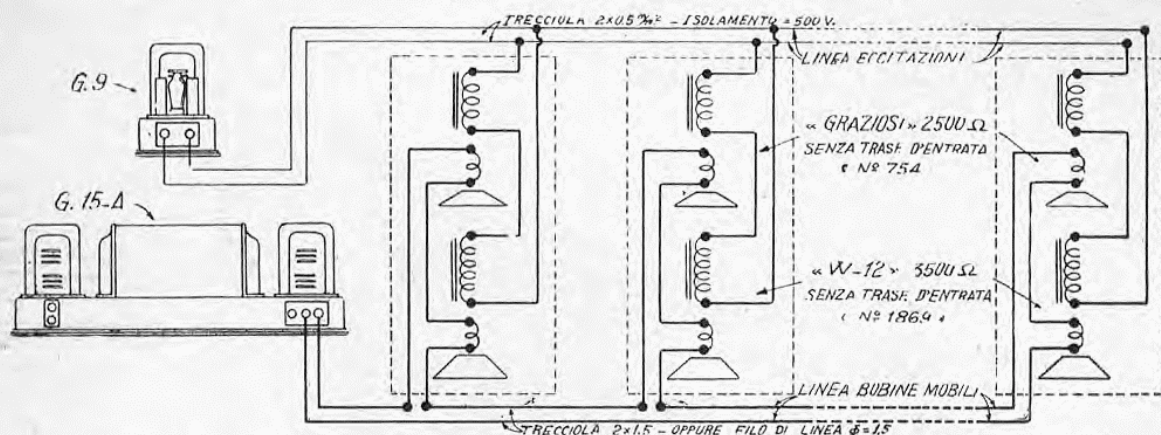 TRECCIOLA 2×0.5 m/m² – ISOLAMENTO = 500 V.
LINEA ECCITAZIONI
G.9
« GRAZIOSI » 2500 Ω
SENZA TRASF. D'ENTRATA
( Nº 754
G. 15-A
« W-12 » 3500 Ω
SENZA TRASF. D'ENTRATA
( Nº 1869 )
LINEA BOBINE MOBILI
TRECCIOLA 2×1.5 – OPPURE FILO DI LINEA ϕ = 1.5